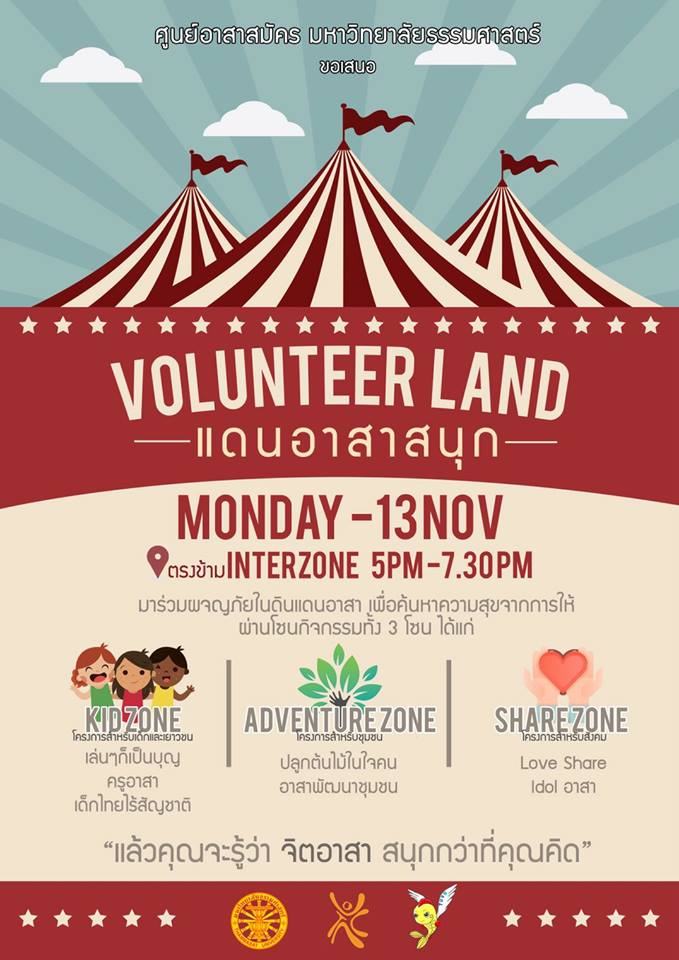 ศูนย์อาสาสมัคร มหาวิทยาลัยธรรมศาสตร์
ขอเสนอ
VOLUNTEER LAND
แดนอาสาสนุก
MONDAY - 13 NOV
ตรงข้าม INTERZONE 5PM - 7.30 PM
มาร่วมผจญภัยในดินแดนอาสา เพื่อค้นหาความสุขจากการให้
ผ่านโซนกิจกรรมทั้ง 3 โซน ได้แก่
KID ZONE
โครงการสำหรับเด็กและเยาวชน
เล่นๆก็เป็นบุญ
ครูอาสา
เด็กไทยไร้สัญชาติ
ADVENTURE ZONE
โครงการสำหรับชุมชน
ปลูกต้นไม้ในใจคน
อาสาพัฒนาชุมชน
SHARE ZONE
โครงการสำหรับสังคม
Love Share
Idol อาสา
“แล้วคุณจะรู้ว่า จิตอาสา สนุกกว่าที่คุณคิด”